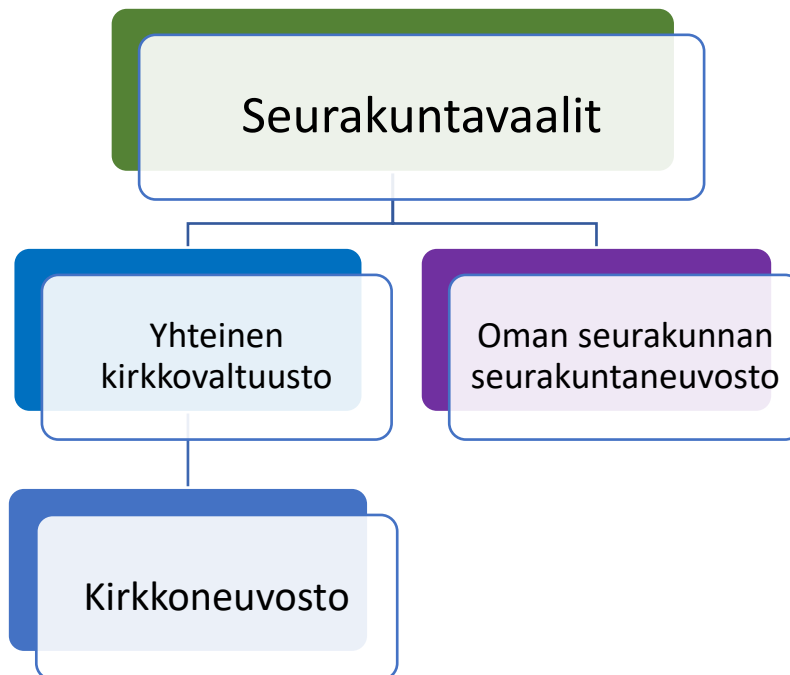 Seurakuntavaalit
Yhteinen
kirkkovaltuusto
Oman seurakunnan
seurakuntaneuvosto
Kirkkoneuvosto